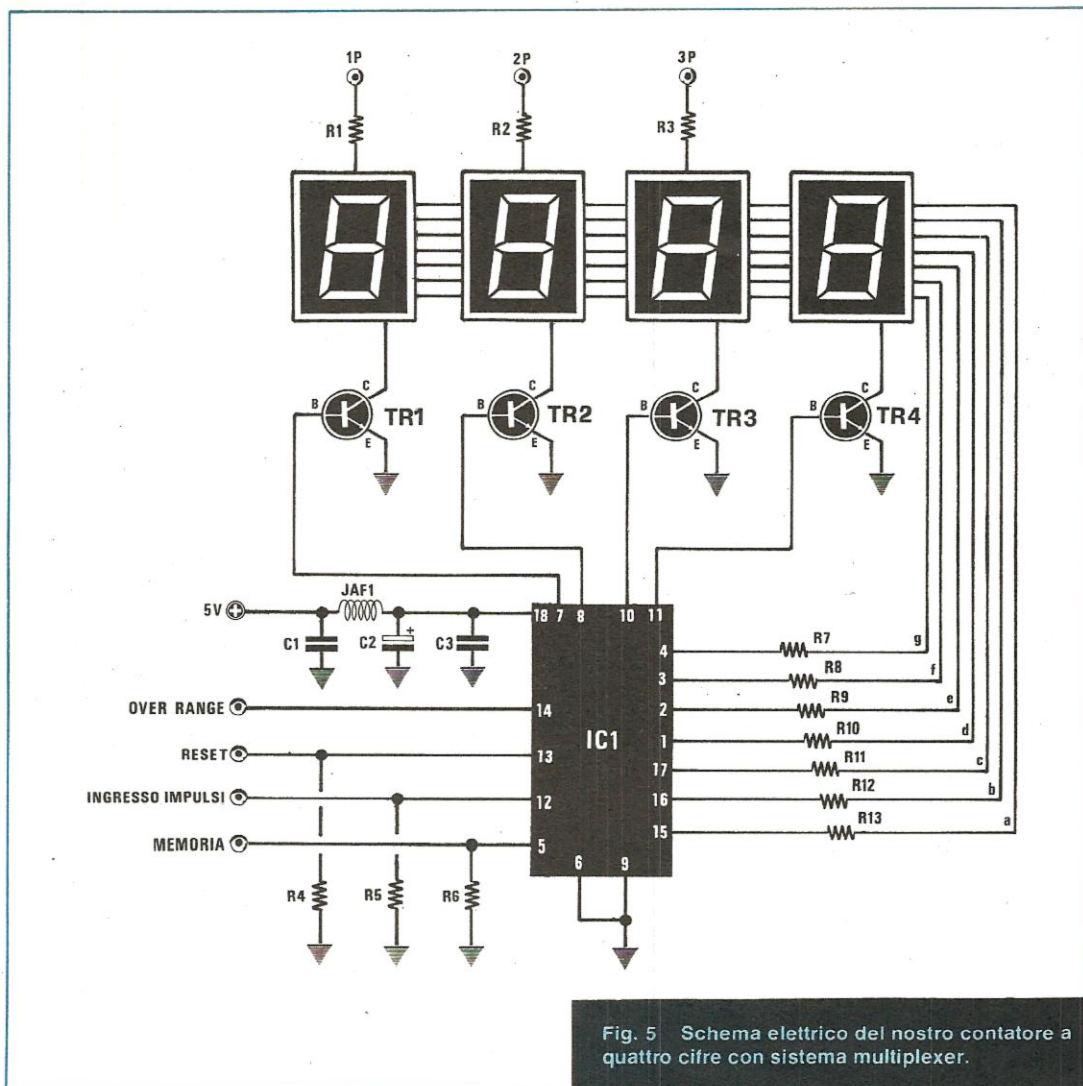 1P 2P 3P
R1 R2 R3
C C C C
B TR1 B TR2 B TR3 B TR4
E E E E
JAF1
5V
C1 C2 + C3
18 7 8 10 11
OVER RANGE 14
RESET 13
INGRESSO IMPULSI 12
MEMORIA 5
IC1
4 R7 g
3 R8 f
2 R9 e
1 R10 d
17 R11 c
16 R12 b
15 R13 a
6 9
R4 R5 R6
Fig. 5 Schema elettrico del nostro contatore a
quattro cifre con sistema multiplexer.